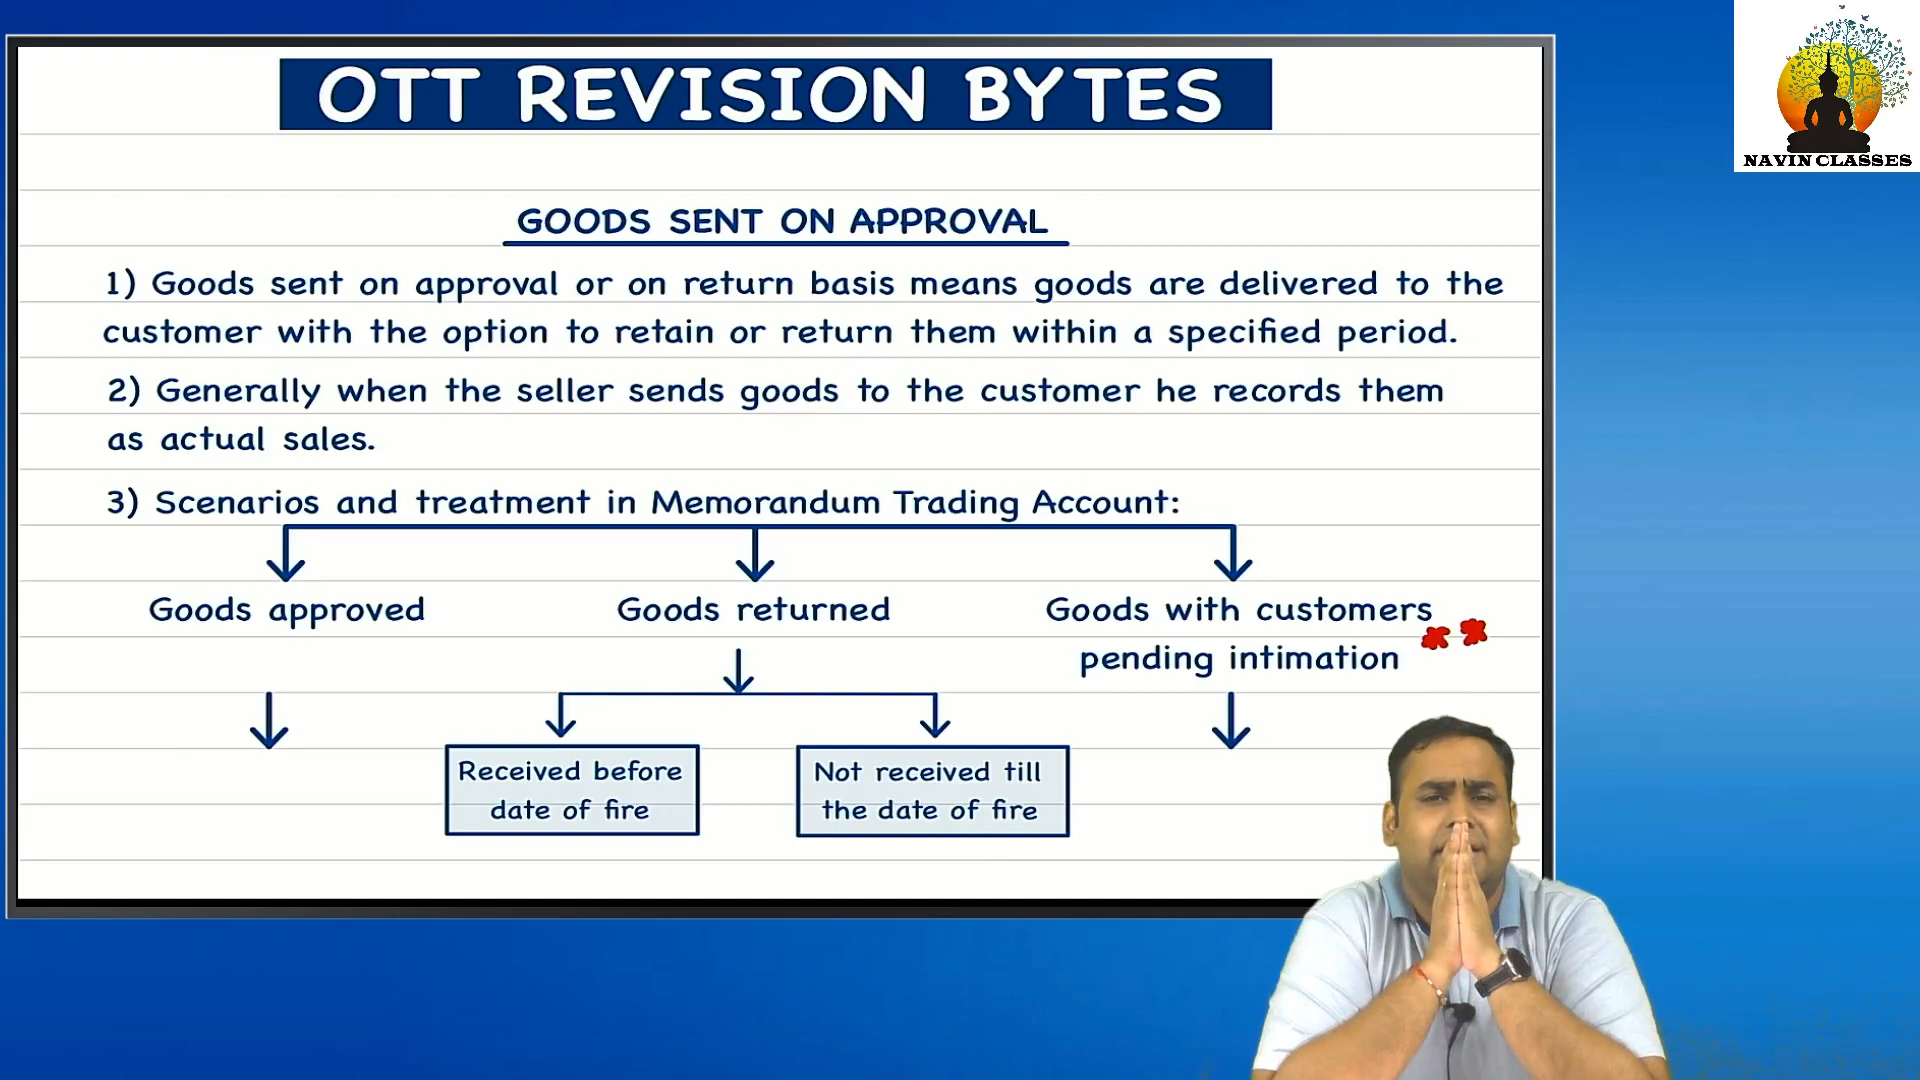 OTT REVISION BYTES
NAVIN CLASSES
GOODS SENT ON APPROVAL
1) Goods sent on approval or on return basis means goods are delivered to the
customer with the option to retain or return them within a specified period.
2) Generally when the seller sends goods to the customer he records them
as actual sales.
3) Scenarios and treatment in Memorandum Trading Account:
Goods approved
Goods returned
Goods with customers
pending intimation
Received before
date of fire
Not received till
the date of fire